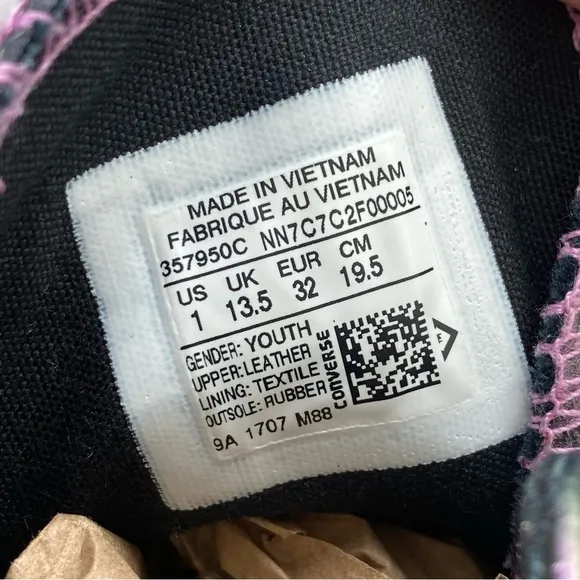 MADE IN VIETNAM
FABRIQUE AU VIETNAM
357950C NN7C7C2F00005
US UK EUR CM
1 13.5 32 19.5
GENDER: YOUTH
UPPER: LEATHER
LINING: TEXTILE
OUTSOLE: RUBBER
9A 1707 M88
CONVERSE
E